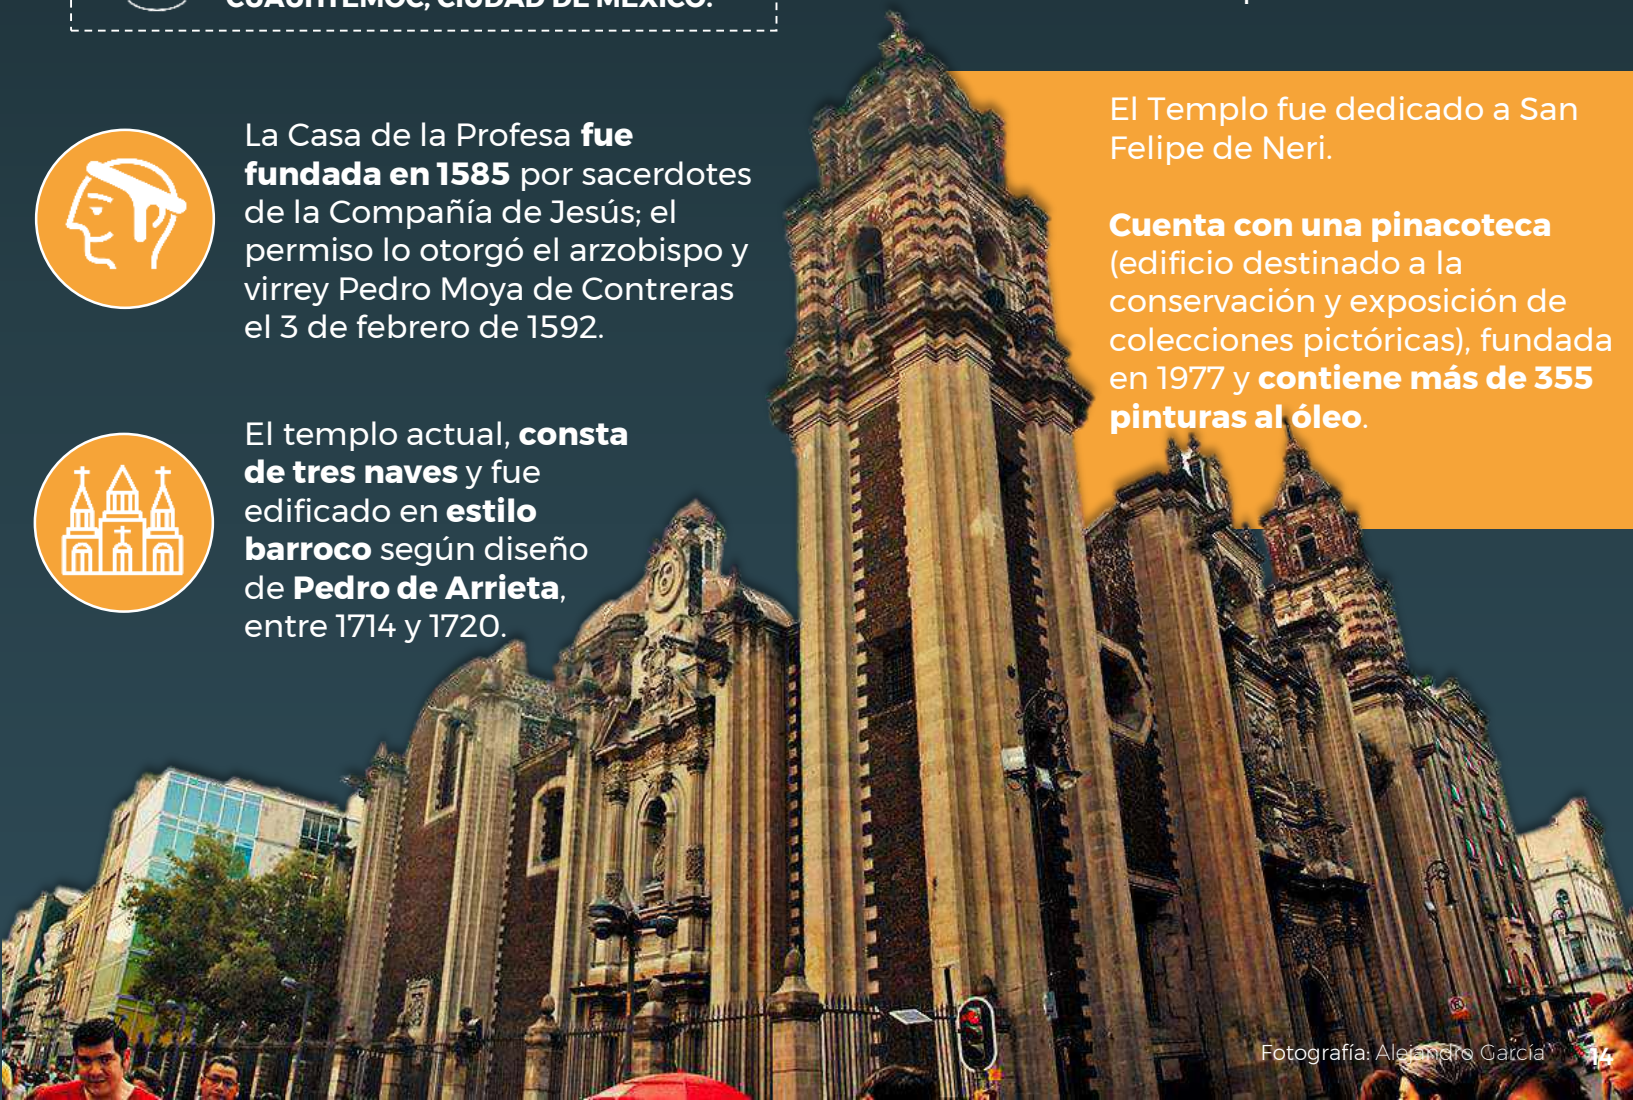 CUAUHTÉMOC, CIUDAD DE MÉXICO.
La Casa de la Profesa fue
fundada en 1585 por sacerdotes
de la Compañía de Jesús; el
permiso lo otorgó el arzobispo y
virrey Pedro Moya de Contreras
el 3 de febrero de 1592.
El templo actual, consta
de tres naves y fue
edificado en estilo
barroco según diseño
de Pedro de Arrieta,
entre 1714 y 1720.
El Templo fue dedicado a San
Felipe de Neri.
Cuenta con una pinacoteca
(edificio destinado a la
conservación y exposición de
colecciones pictóricas), fundada
en 1977 y contiene más de 355
pinturas al óleo.
Fotografía: Alejandro García
14